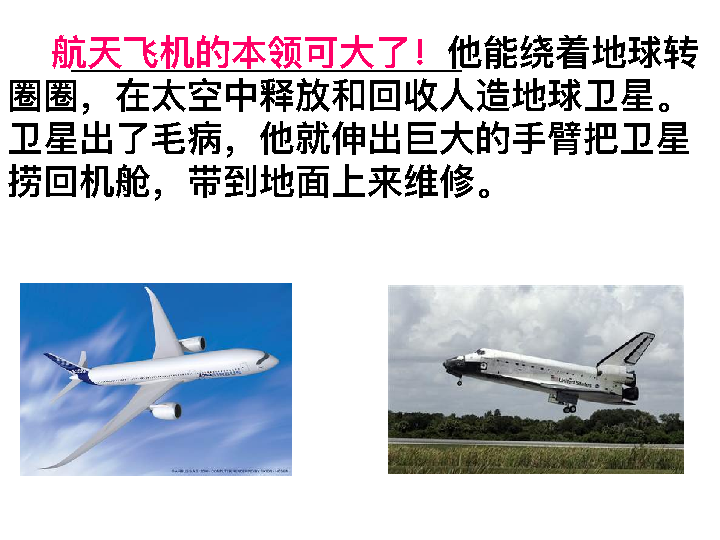 航天飞机的本领可大了！他能绕着地球转
圈圈，在太空中释放和回收人造地球卫星。
卫星出了毛病，他就伸出巨大的手臂把卫星
捞回机舱，带到地面上来维修。
United States